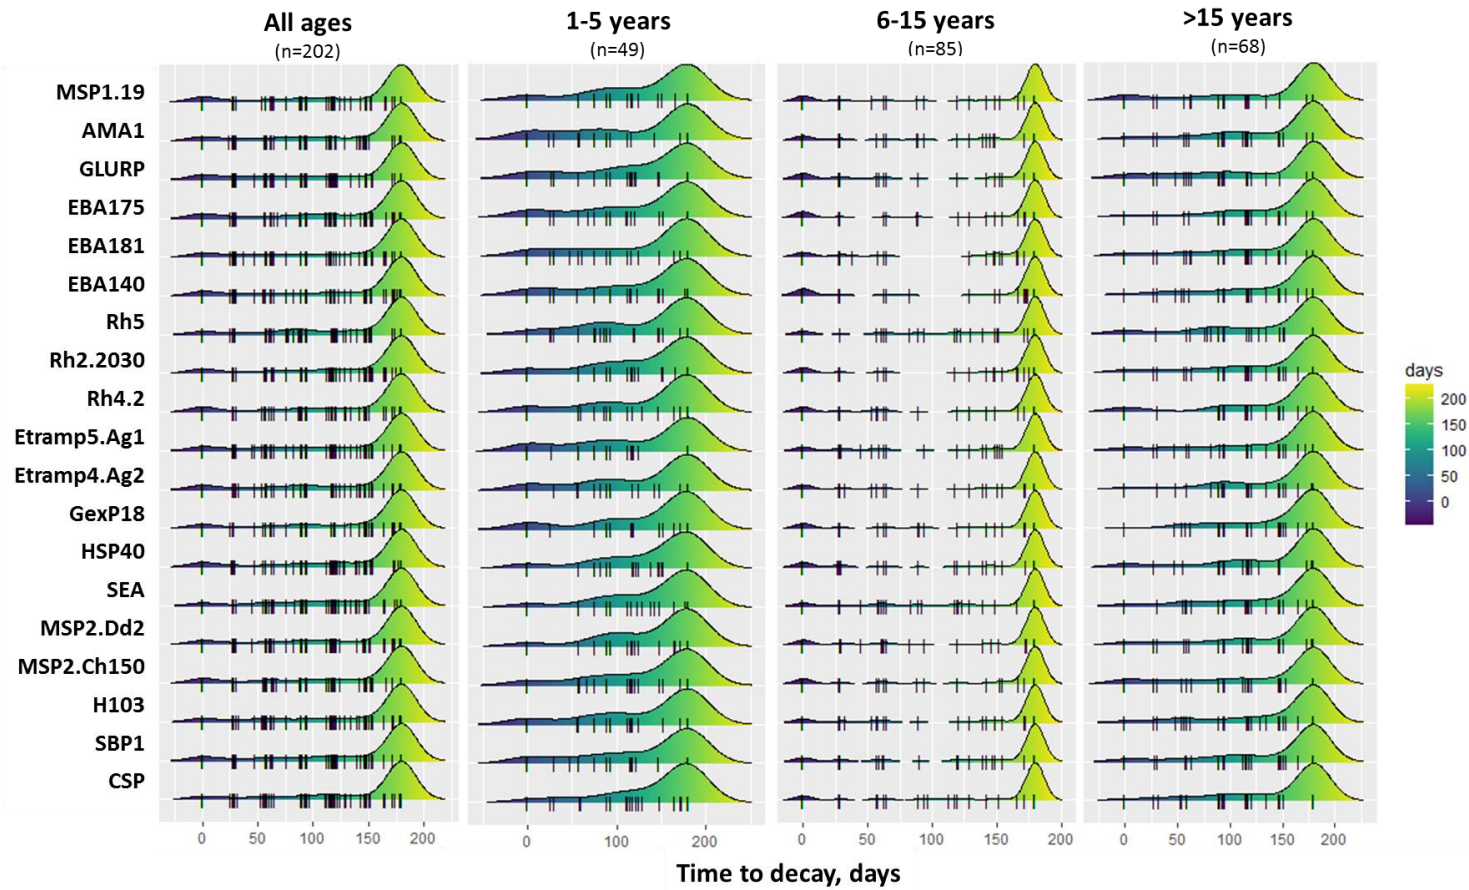 All ages 1-5 years 6-15 years >15 years
(n=202) (n=49) (n=85) (n=68)
MSP1.19
AMA1
GLURP
EBA175
EBA181
EBA140
Rh5
Rh2.2030
Rh4.2
Etramp5.Ag1
Etramp4.Ag2
GexP18
HSP40
SEA
MSP2.Dd2
MSP2.Ch150
H103
SBP1
CSP
days
200
150
100
50
0
0 50 100 150 200 0 100 200 0 50 100 150 200 0 50 100 150 200
Time to decay, days